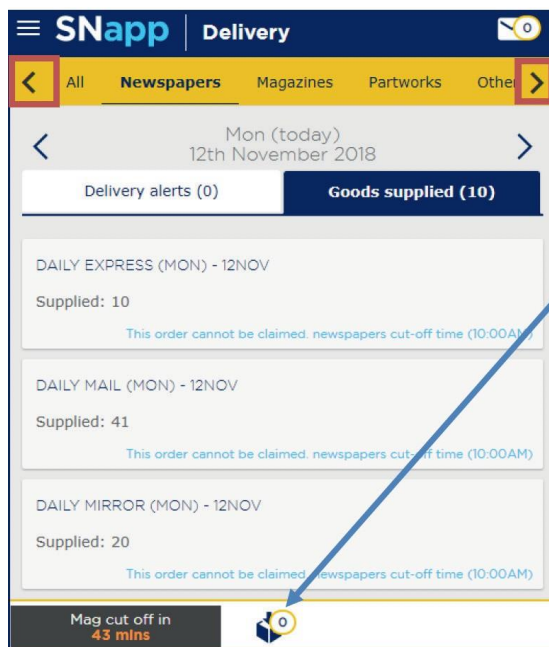 SNapp Delivery 0
All Newspapers Magazines Partworks Other
Mon (today)
12th November 2018
Delivery alerts (0) Goods supplied (10)
DAILY EXPRESS (MON) - 12NOV
Supplied: 10
This order cannot be claimed. newspapers cut-off time (10:00AM)
DAILY MAIL (MON) - 12NOV
Supplied: 41
This order cannot be claimed. newspapers cut-off time (10:00AM)
DAILY MIRROR (MON) - 12NOV
Supplied: 20
This order cannot be claimed. newspapers cut-off time (10:00AM)
Mag cut off in 0
43 mins